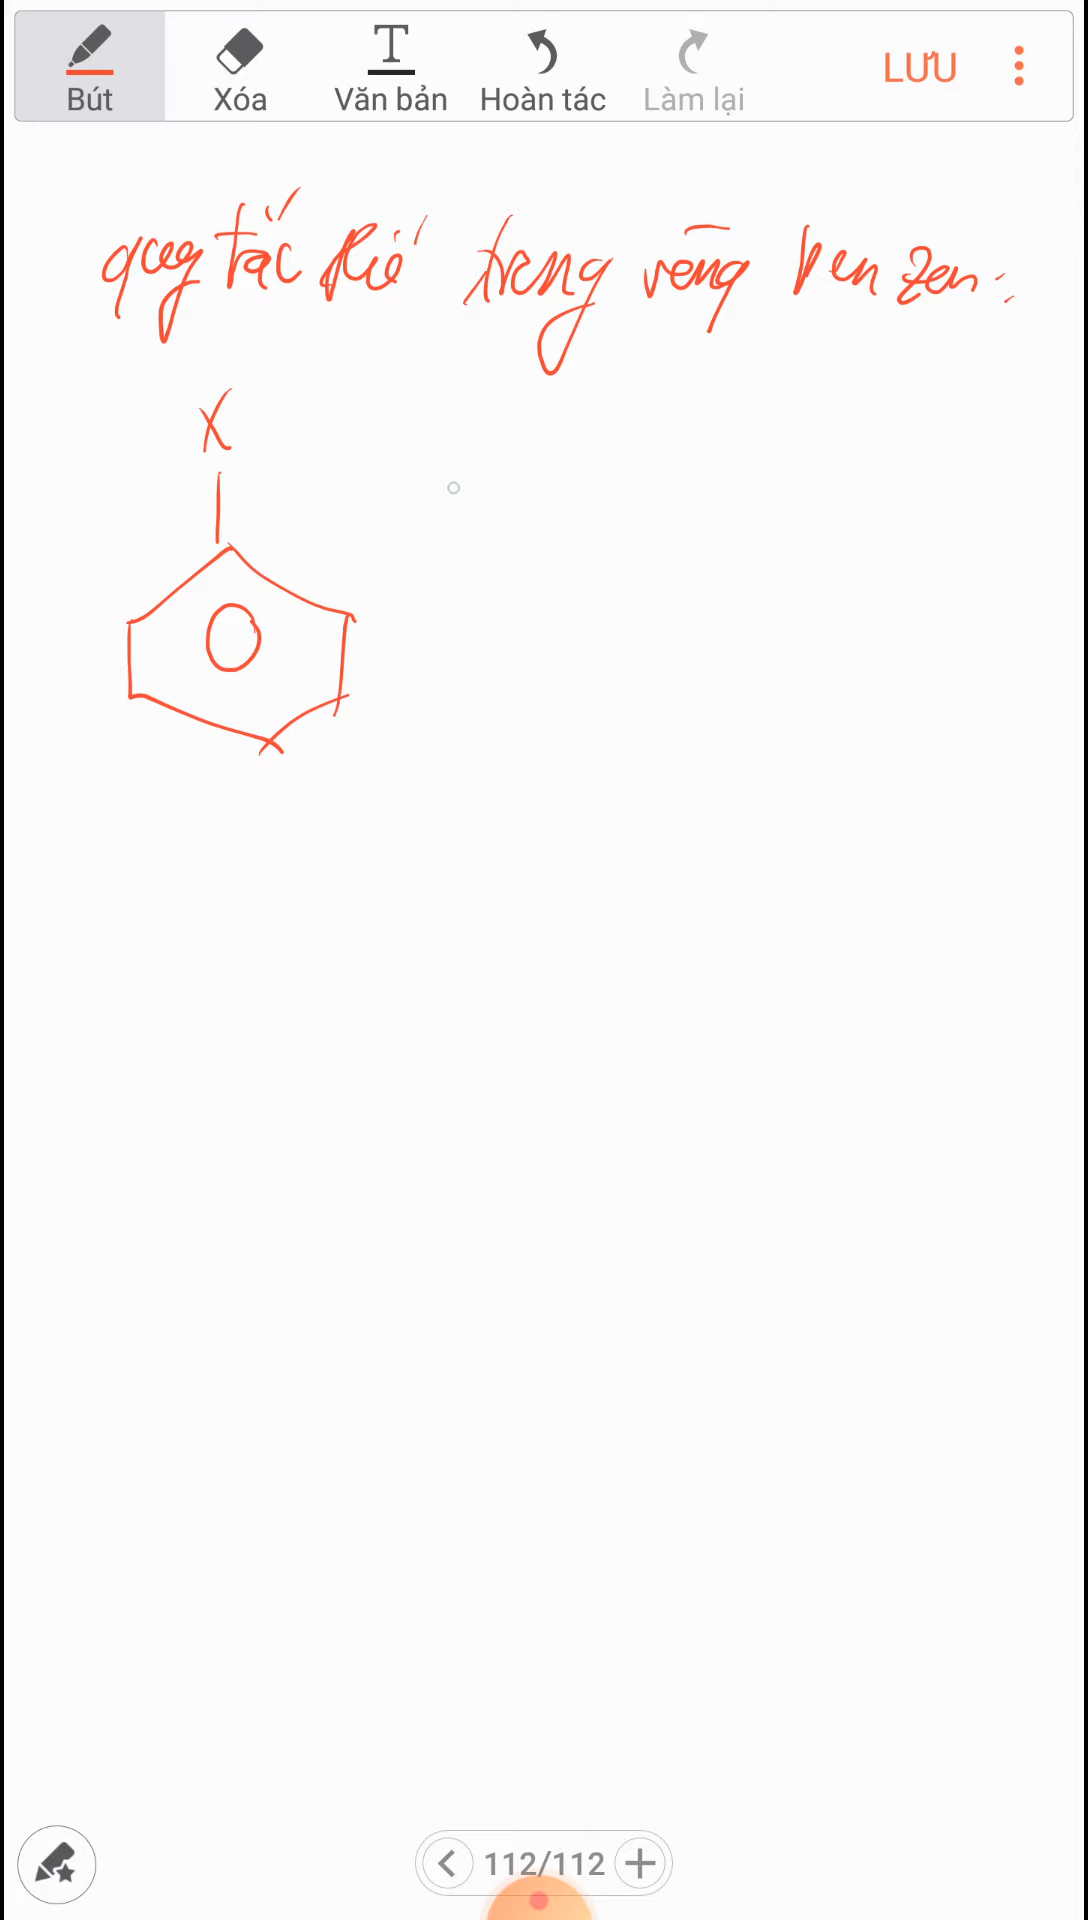 Bút Xóa Văn bản Hoàn tác Làm lại LƯU
quy tắc thế trong vòng benzen:
X
112/112